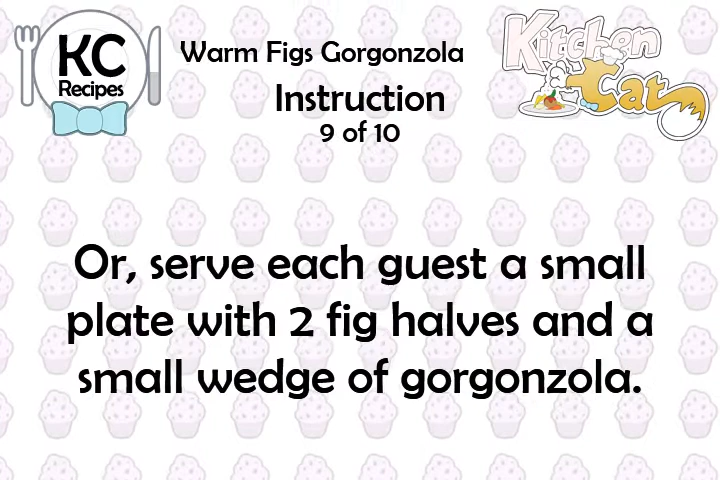 KC
Recipes
Warm Figs Gorgonzola
Instruction
9 of 10
Kitchen
Cat
Or, serve each guest a small
plate with 2 fig halves and a
small wedge of gorgonzola.